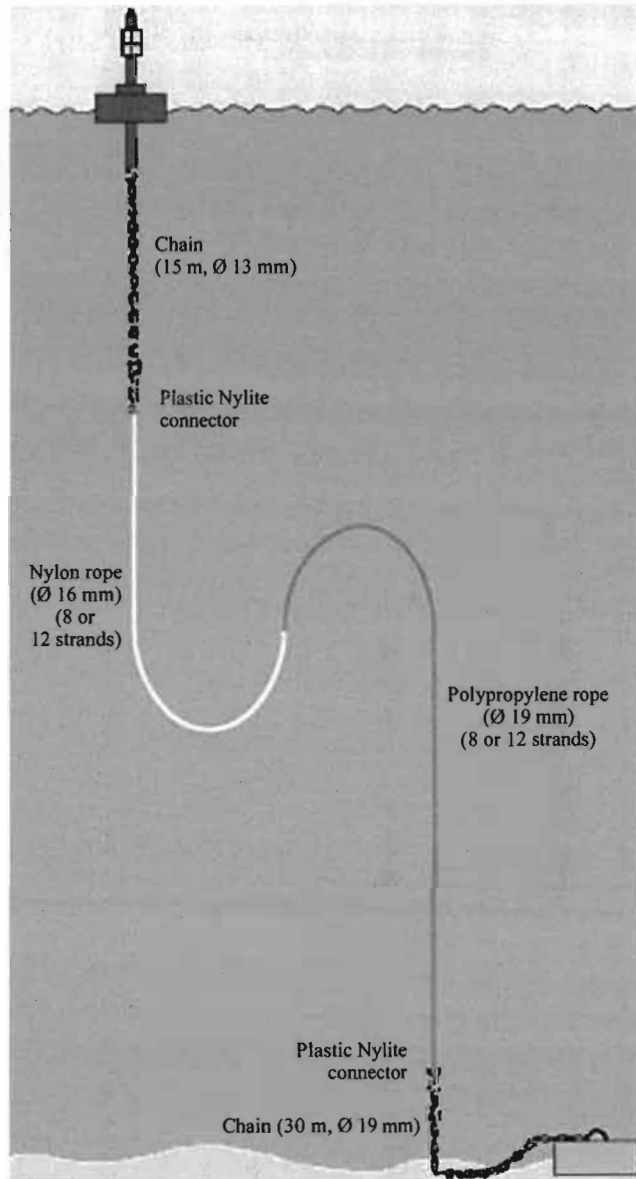 Chain
(15 m, Ø 13 mm)
Plastic Nylite
connector
Nylon rope
(Ø 16 mm)
(8 or
12 strands)
Polypropylene rope
(Ø 19 mm)
(8 or 12 strands)
Plastic Nylite
connector
Chain (30 m, Ø 19 mm)